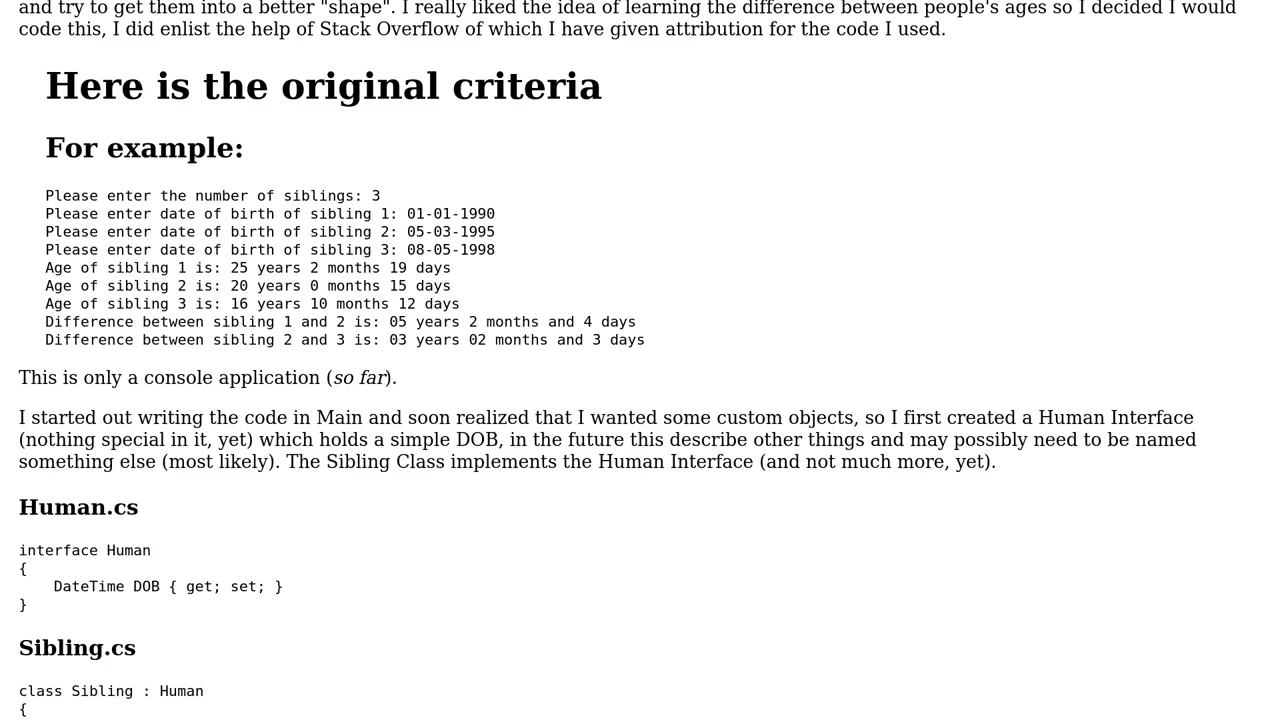 and try to get them into a better "shape". I really liked the idea of learning the difference between people's ages so I decided I would
code this, I did enlist the help of Stack Overflow of which I have given attribution for the code I used.
Here is the original criteria
For example:
Please enter the number of siblings: 3
Please enter date of birth of sibling 1: 01-01-1990
Please enter date of birth of sibling 2: 05-03-1995
Please enter date of birth of sibling 3: 08-05-1998
Age of sibling 1 is: 25 years 2 months 19 days
Age of sibling 2 is: 20 years 0 months 15 days
Age of sibling 3 is: 16 years 10 months 12 days
Difference between sibling 1 and 2 is: 05 years 2 months and 4 days
Difference between sibling 2 and 3 is: 03 years 02 months and 3 days
This is only a console application (so far).
I started out writing the code in Main and soon realized that I wanted some custom objects, so I first created a Human Interface
(nothing special in it, yet) which holds a simple DOB, in the future this describe other things and may possibly need to be named
something else (most likely). The Sibling Class implements the Human Interface (and not much more, yet).
Human.cs
interface Human
{
    DateTime DOB { get; set; }
}
Sibling.cs
class Sibling : Human
{